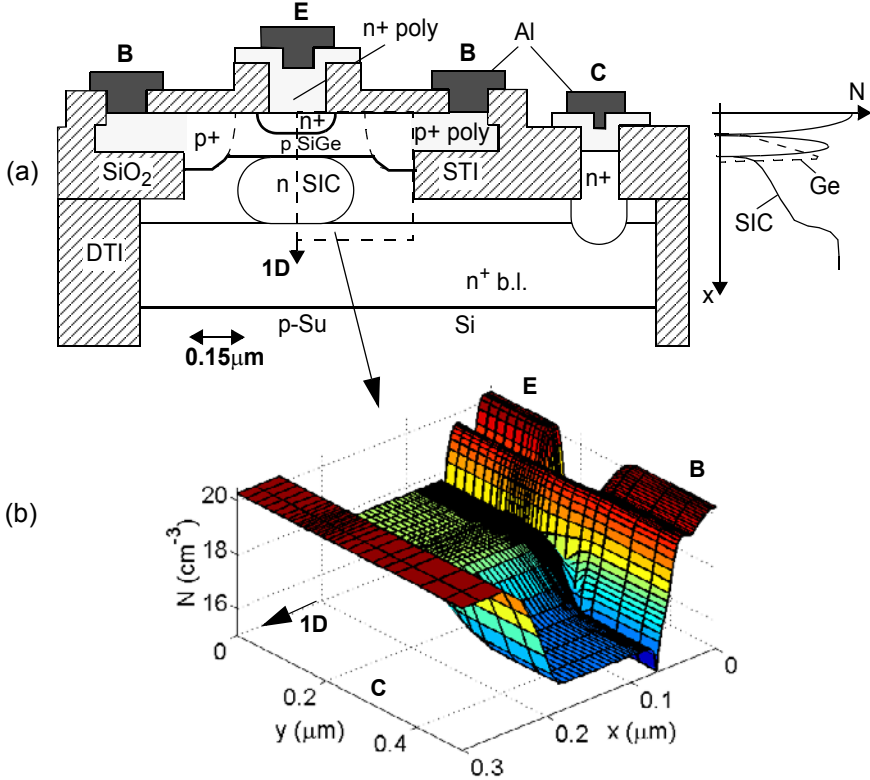 E
n+ poly
Al
B
B
C
N
n+
p+
p SiGe
p+ poly
(a)
SiO2
n SIC
STI
n+
Ge
SIC
DTI
1D
n+ b.l.
x
p-Su
Si
0.15μm
E
B
(b)
20
18
16
N (cm-3)
1D
0
0.2
0.4
y (μm)
C
0
0.1
0.2
0.3
x (μm)